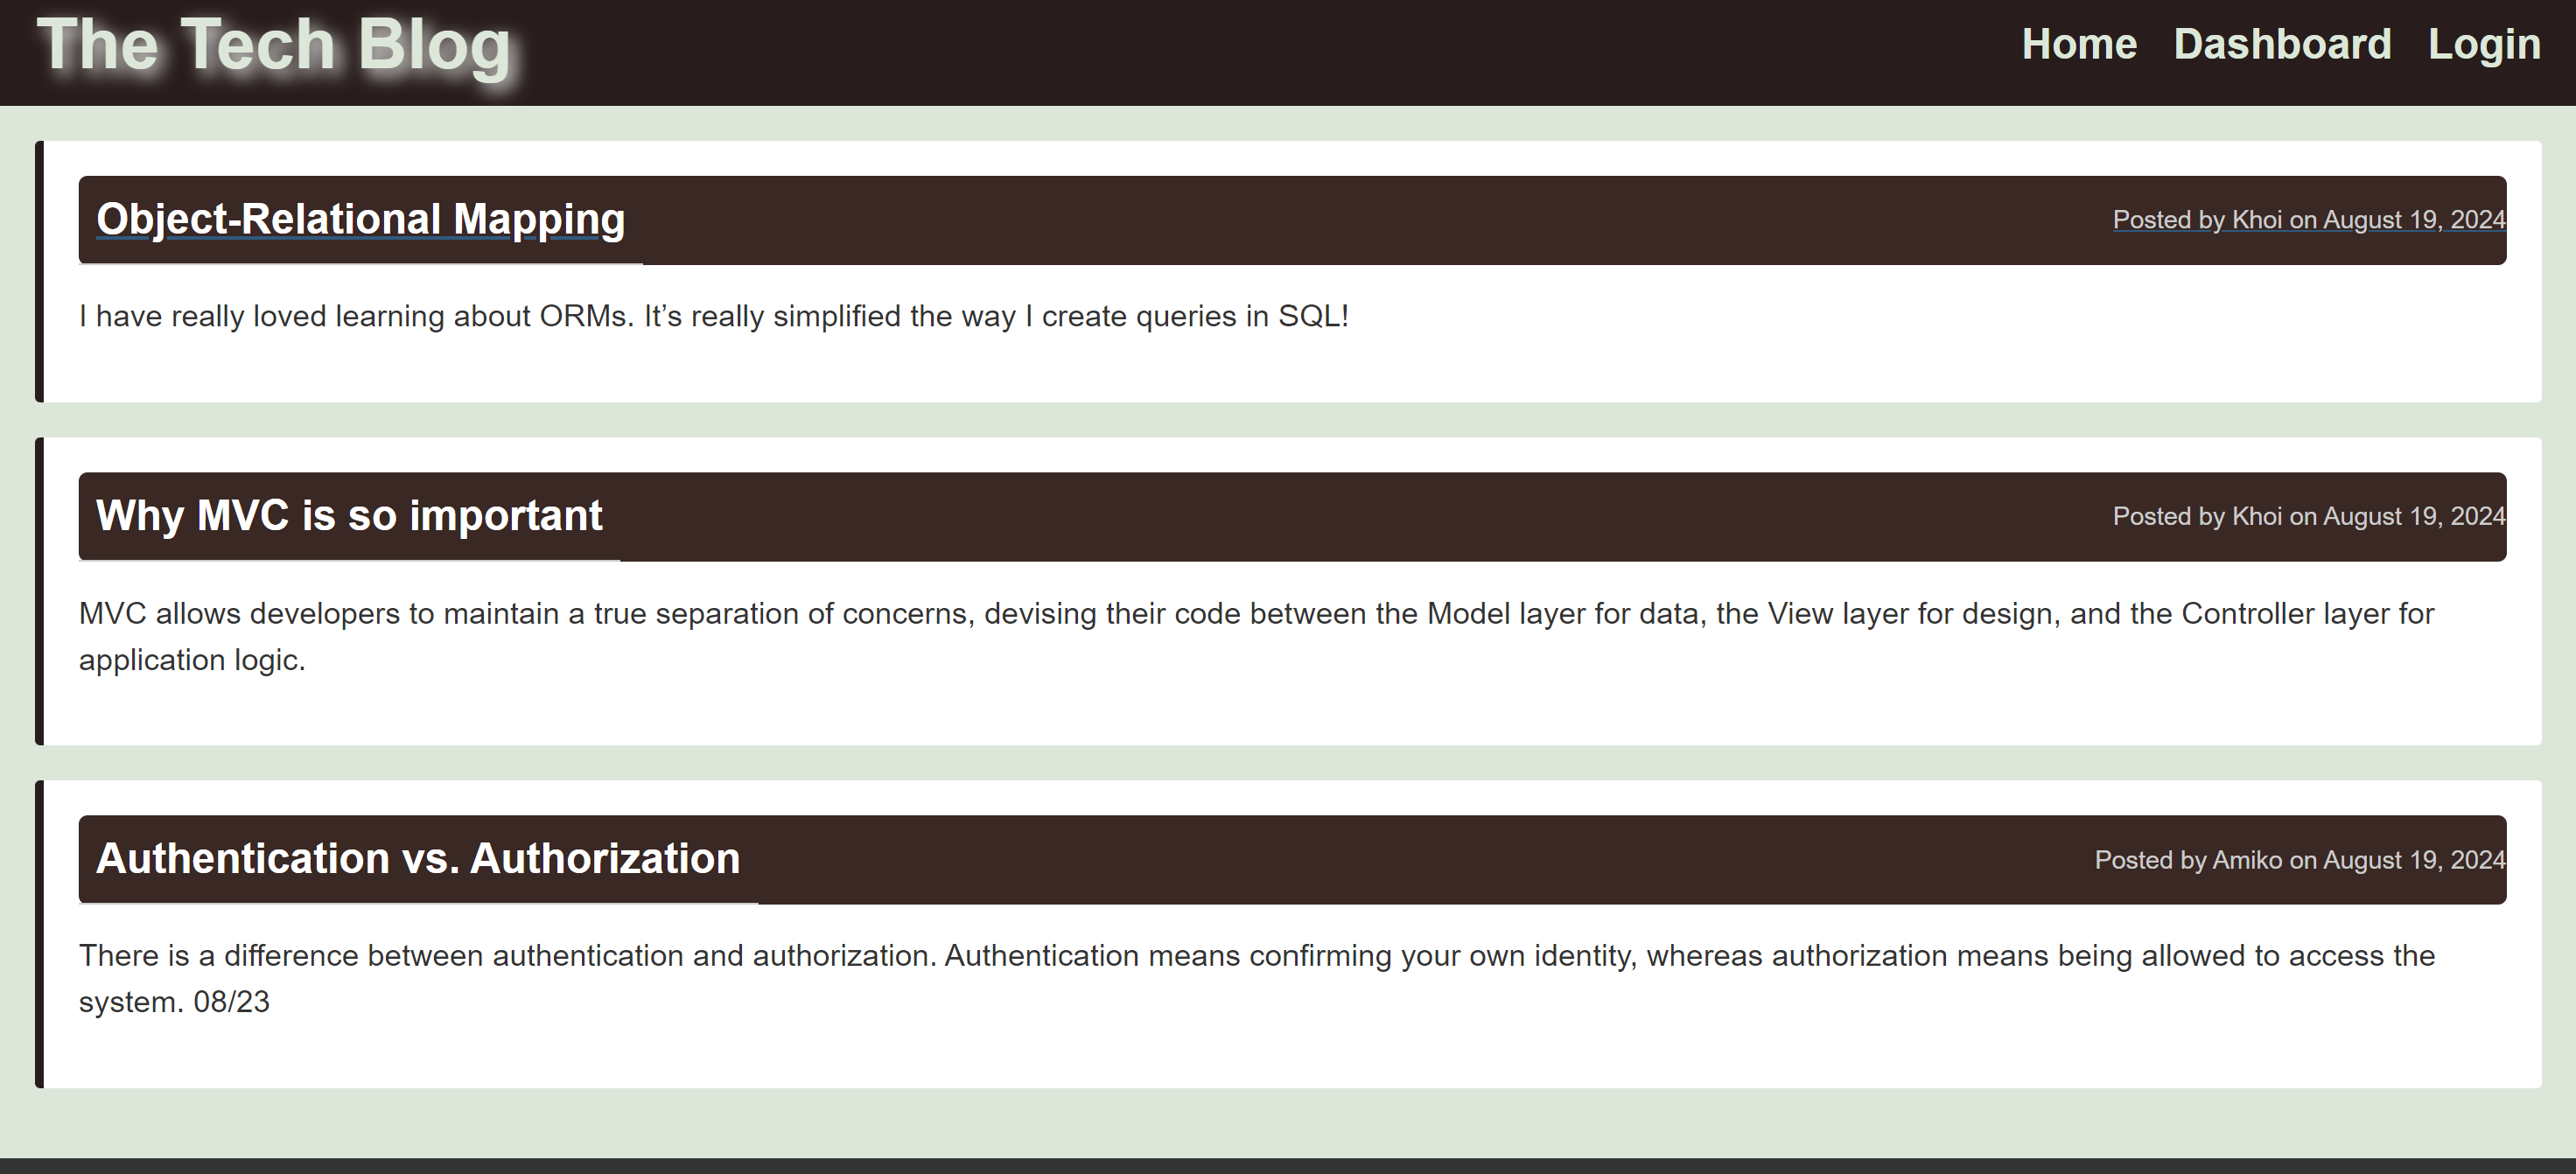 The Tech Blog
Home Dashboard Login
Object-Relational Mapping
Posted by Khoi on August 19, 2024
I have really loved learning about ORMs. It’s really simplified the way I create queries in SQL!
Why MVC is so important
Posted by Khoi on August 19, 2024
MVC allows developers to maintain a true separation of concerns, devising their code between the Model layer for data, the View layer for design, and the Controller layer for
application logic.
Authentication vs. Authorization
Posted by Amiko on August 19, 2024
There is a difference between authentication and authorization. Authentication means confirming your own identity, whereas authorization means being allowed to access the
system. 08/23